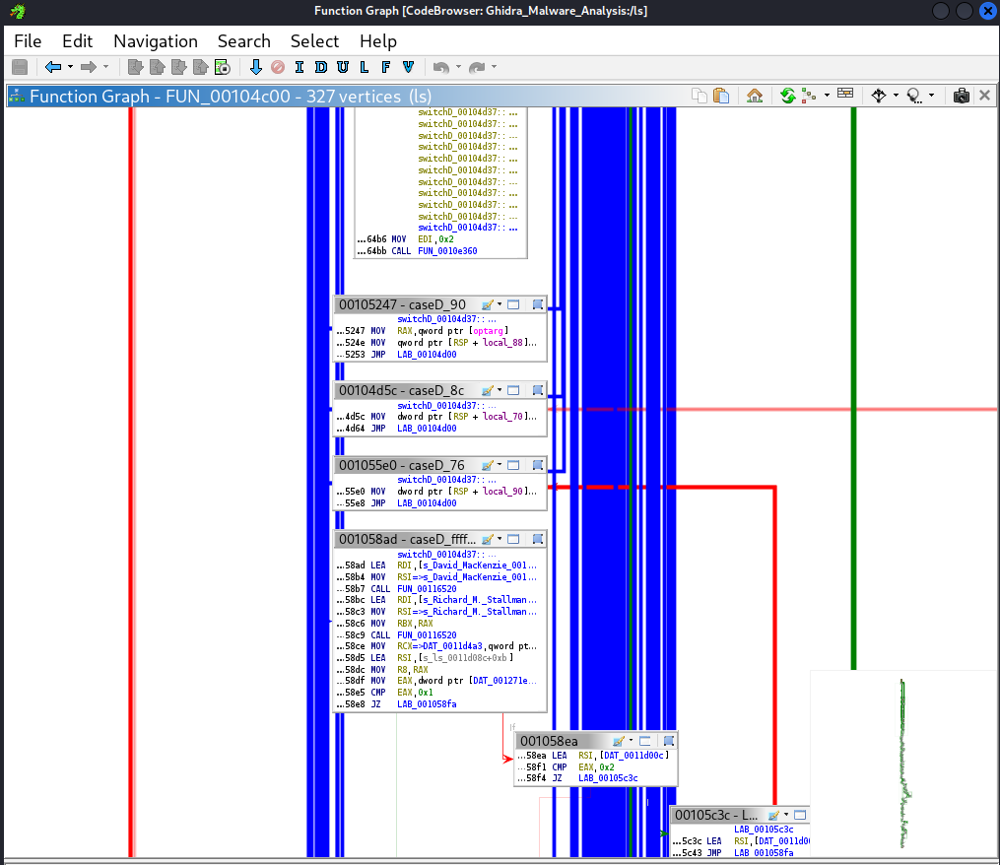 Function Graph [CodeBrowser: Ghidra_Malware_Analysis:/ls]
File Edit Navigation Search Select Help
I D U L F V
Function Graph - FUN_00104c00 - 327 vertices (ls)
switchD_00104d37:: ...
switchD_00104d37:: ...
switchD_00104d37:: ...
switchD_00104d37:: ...
switchD_00104d37:: ...
switchD_00104d37:: ...
switchD_00104d37:: ...
switchD_00104d37:: ...
switchD_00104d37:: ...
switchD_00104d37:: ...
switchD_00104d37:: ...
...64b6 MOV EDI,0x2
...64bb CALL FUN_0010e360
00105247 - caseD_90
switchD_00104d37:: ...
...5247 MOV RAX,qword ptr [optarg]
...524e MOV qword ptr [RSP + local_88]...
...5253 JMP LAB_00104d00
00104d5c - caseD_8c
switchD_00104d37:: ...
...4d5c MOV dword ptr [RSP + local_70]...
...4d64 JMP LAB_00104d00
001055e0 - caseD_76
switchD_00104d37:: ...
...55e0 MOV dword ptr [RSP + local_90]...
...55e8 JMP LAB_00104d00
001058ad - caseD_ffff...
switchD_00104d37:: ...
...58ad LEA RDI,[s_David_MacKenzie_001...
...58b4 MOV RSI=>s_David_MacKenzie_001...
...58b7 CALL FUN_00116520
...58bc LEA RDI,[s_Richard_M._Stallman...
...58c3 MOV RSI=>s_Richard_M._Stallman...
...58c6 MOV RBX,RAX
...58c9 CALL FUN_00116520
...58ce MOV RCX=>DAT_0011d4a3,qword pt...
...58d5 LEA RSI,[s_ls_0011d08c+0xb]
...58dc MOV R8,RAX
...58df MOV EAX,dword ptr [DAT_001271e...
...58e5 CMP EAX,0x1
...58e8 JZ LAB_001058fa
If
001058ea
...58ea LEA RSI,[DAT_0011d00c]
...58f1 CMP EAX,0x2
...58f4 JZ LAB_00105c3c
00105c3c - L...
LAB_00105c3c
...5c3c LEA RSI,[DAT_0011d0
...5c43 JMP LAB_001058fa